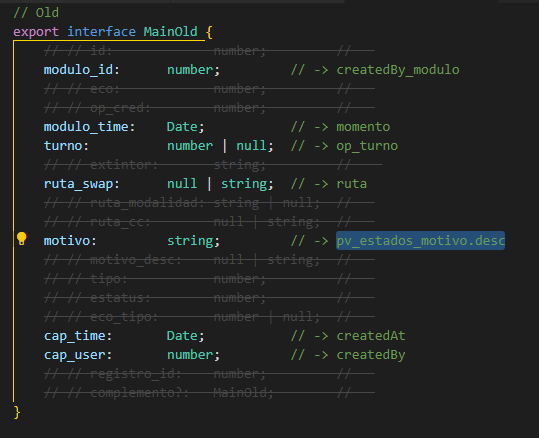 // Old
export interface MainOld {
// // id: number; //
modulo_id: number; // -> createdBy_modulo
// // eco: number; //
// // op_cred: number; //
modulo_time: Date; // -> momento
turno: number | null; // -> op_turno
// // extintor: string; //
ruta_swap: null | string; // -> ruta
// // ruta_modalidad: string | null; //
// // ruta_cc: null | string; //
motivo: string; // -> pv_estados_motivo.desc
// // motivo_desc: null | string; //
// // tipo: number; //
// // estatus: number; //
// // eco_tipo: number | null; //
cap_time: Date; // -> createdAt
cap_user: number; // -> createdBy
// // registro_id: number; //
// // complemento?: MainOld; //
}